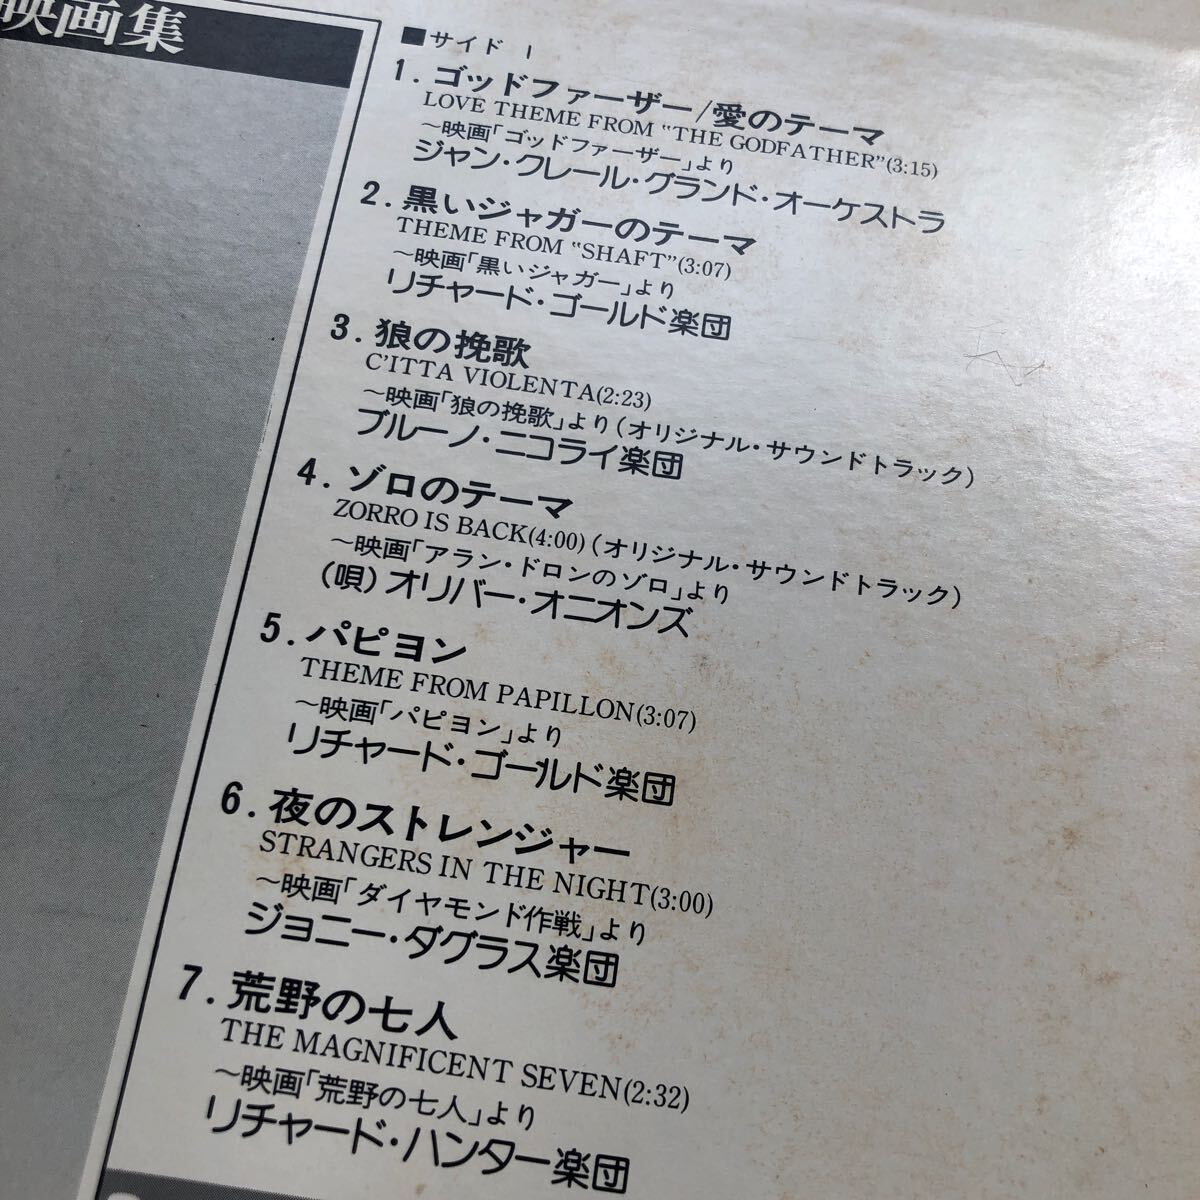 映画集
■サイド 1
1. ゴッドファーザー/愛のテーマ
LOVE THEME FROM "THE GODFATHER"(3:15)
~映画「ゴッドファーザー」より
ジャン・クレール・グランド・オーケストラ
2. 黒いジャガーのテーマ
THEME FROM "SHAFT"(3:07)
~映画「黒いジャガー」より
リチャード・ゴールド楽団
3. 狼の挽歌
C'ITTA VIOLENTA(2:23)
~映画「狼の挽歌」より(オリジナル・サウンドトラック)
ブルーノ・ニコライ楽団
4. ゾロのテーマ
ZORRO IS BACK(4:00)(オリジナル・サウンドトラック)
~映画「アラン・ドロンのゾロ」より
(唄)オリバー・オニオンズ
5. パピヨン
THEME FROM PAPILLON(3:07)
~映画「パピヨン」より
リチャード・ゴールド楽団
6. 夜のストレンジャー
STRANGERS IN THE NIGHT(3:00)
~映画「ダイヤモンド作戦」より
ジョニー・ダグラス楽団
7. 荒野の七人
THE MAGNIFICENT SEVEN(2:32)
~映画「荒野の七人」より
リチャード・ハンター楽団